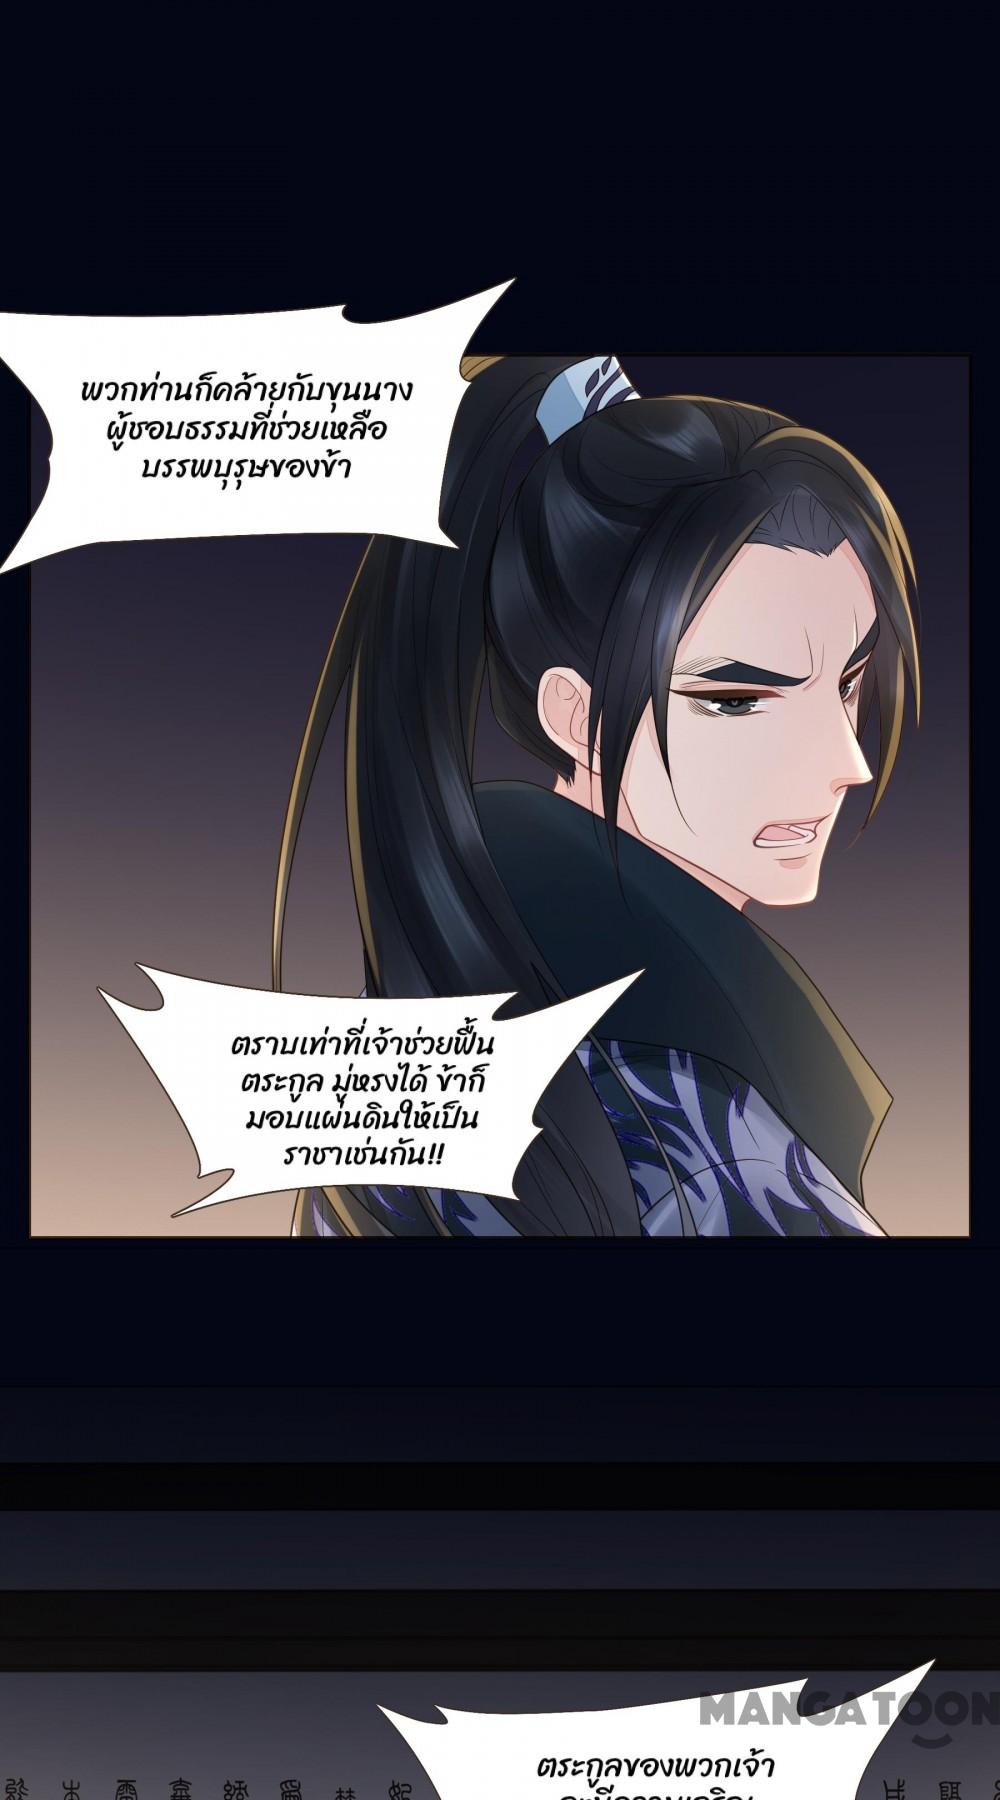 พวกท่านก็คล้ายกับขุนนาง
ผู้ชอบธรรมที่ช่วยเหลือ
บรรพบุรุษของข้า
ตราบเท่าที่เจ้าช่วยฟื้น
ตระกูล มู่หรงได้ ข้าก็
มอบแผ่นดินให้เป็น
ราชาเช่นกัน!!
MANGATOON
ตระกูลของพวกเจ้า